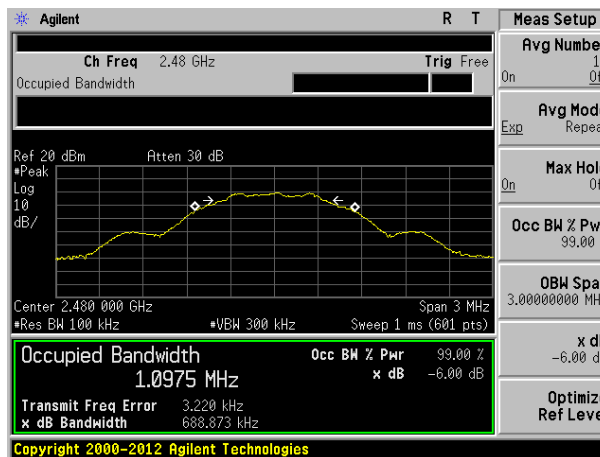 Agilent R T Meas Setup
Ch Freq 2.48 GHz Trig Free
Occupied Bandwidth
Ref 20 dBm Atten 30 dB
#Peak
Log
10
dB/
Center 2.480 000 GHz Span 3 MHz
#Res BW 100 kHz #VBW 300 kHz Sweep 1 ms (601 pts)
Occupied Bandwidth
1.0975 MHz
Occ BW % Pwr 99.00 %
x dB -6.00 dB
Transmit Freq Error 3.220 kHz
x dB Bandwidth 688.873 kHz
Copyright 2000-2012 Agilent Technologies
Avg Numbe
1
On Of
Avg Mod
Exp Repea
Max Hol
On Of
Occ BW % Pw
99.00
OBW Spa
3.00000000 MH
x d
-6.00 d
Optimiz
Ref Leve